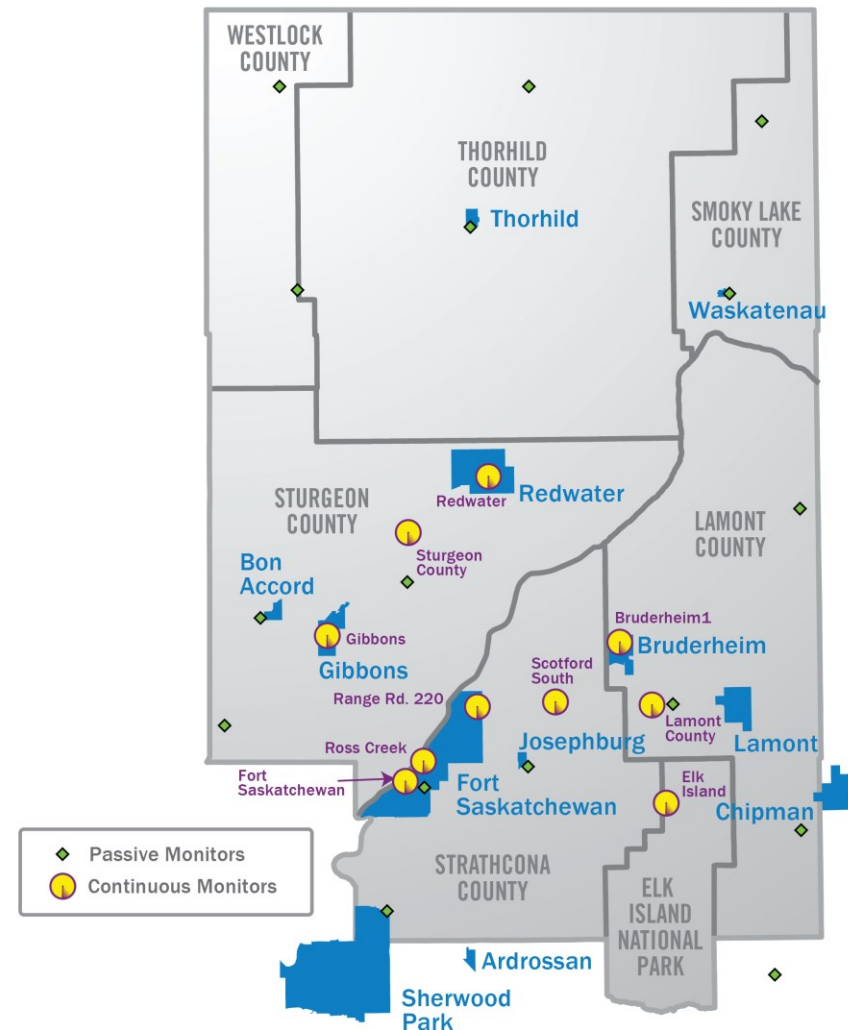 WESTLOCK
COUNTY
THORHILD
COUNTY
Thorhild
SMOKY LAKE
COUNTY
Waskatenau
Redwater
Redwater
STURGEON
COUNTY
LAMONT
COUNTY
Sturgeon
County
Bon
Accord
Gibbons
Gibbons
Bruderheim1
Bruderheim
Scotford
South
Range Rd. 220
Lamont
County
Lamont
Josephburg
Ross Creek
Fort
Saskatchewan
Fort
Saskatchewan
Elk
Island
Chipman
Passive Monitors
Continuous Monitors
STRATHCONA
COUNTY
ELK
ISLAND
NATIONAL
PARK
Ardrossan
Sherwood
Park